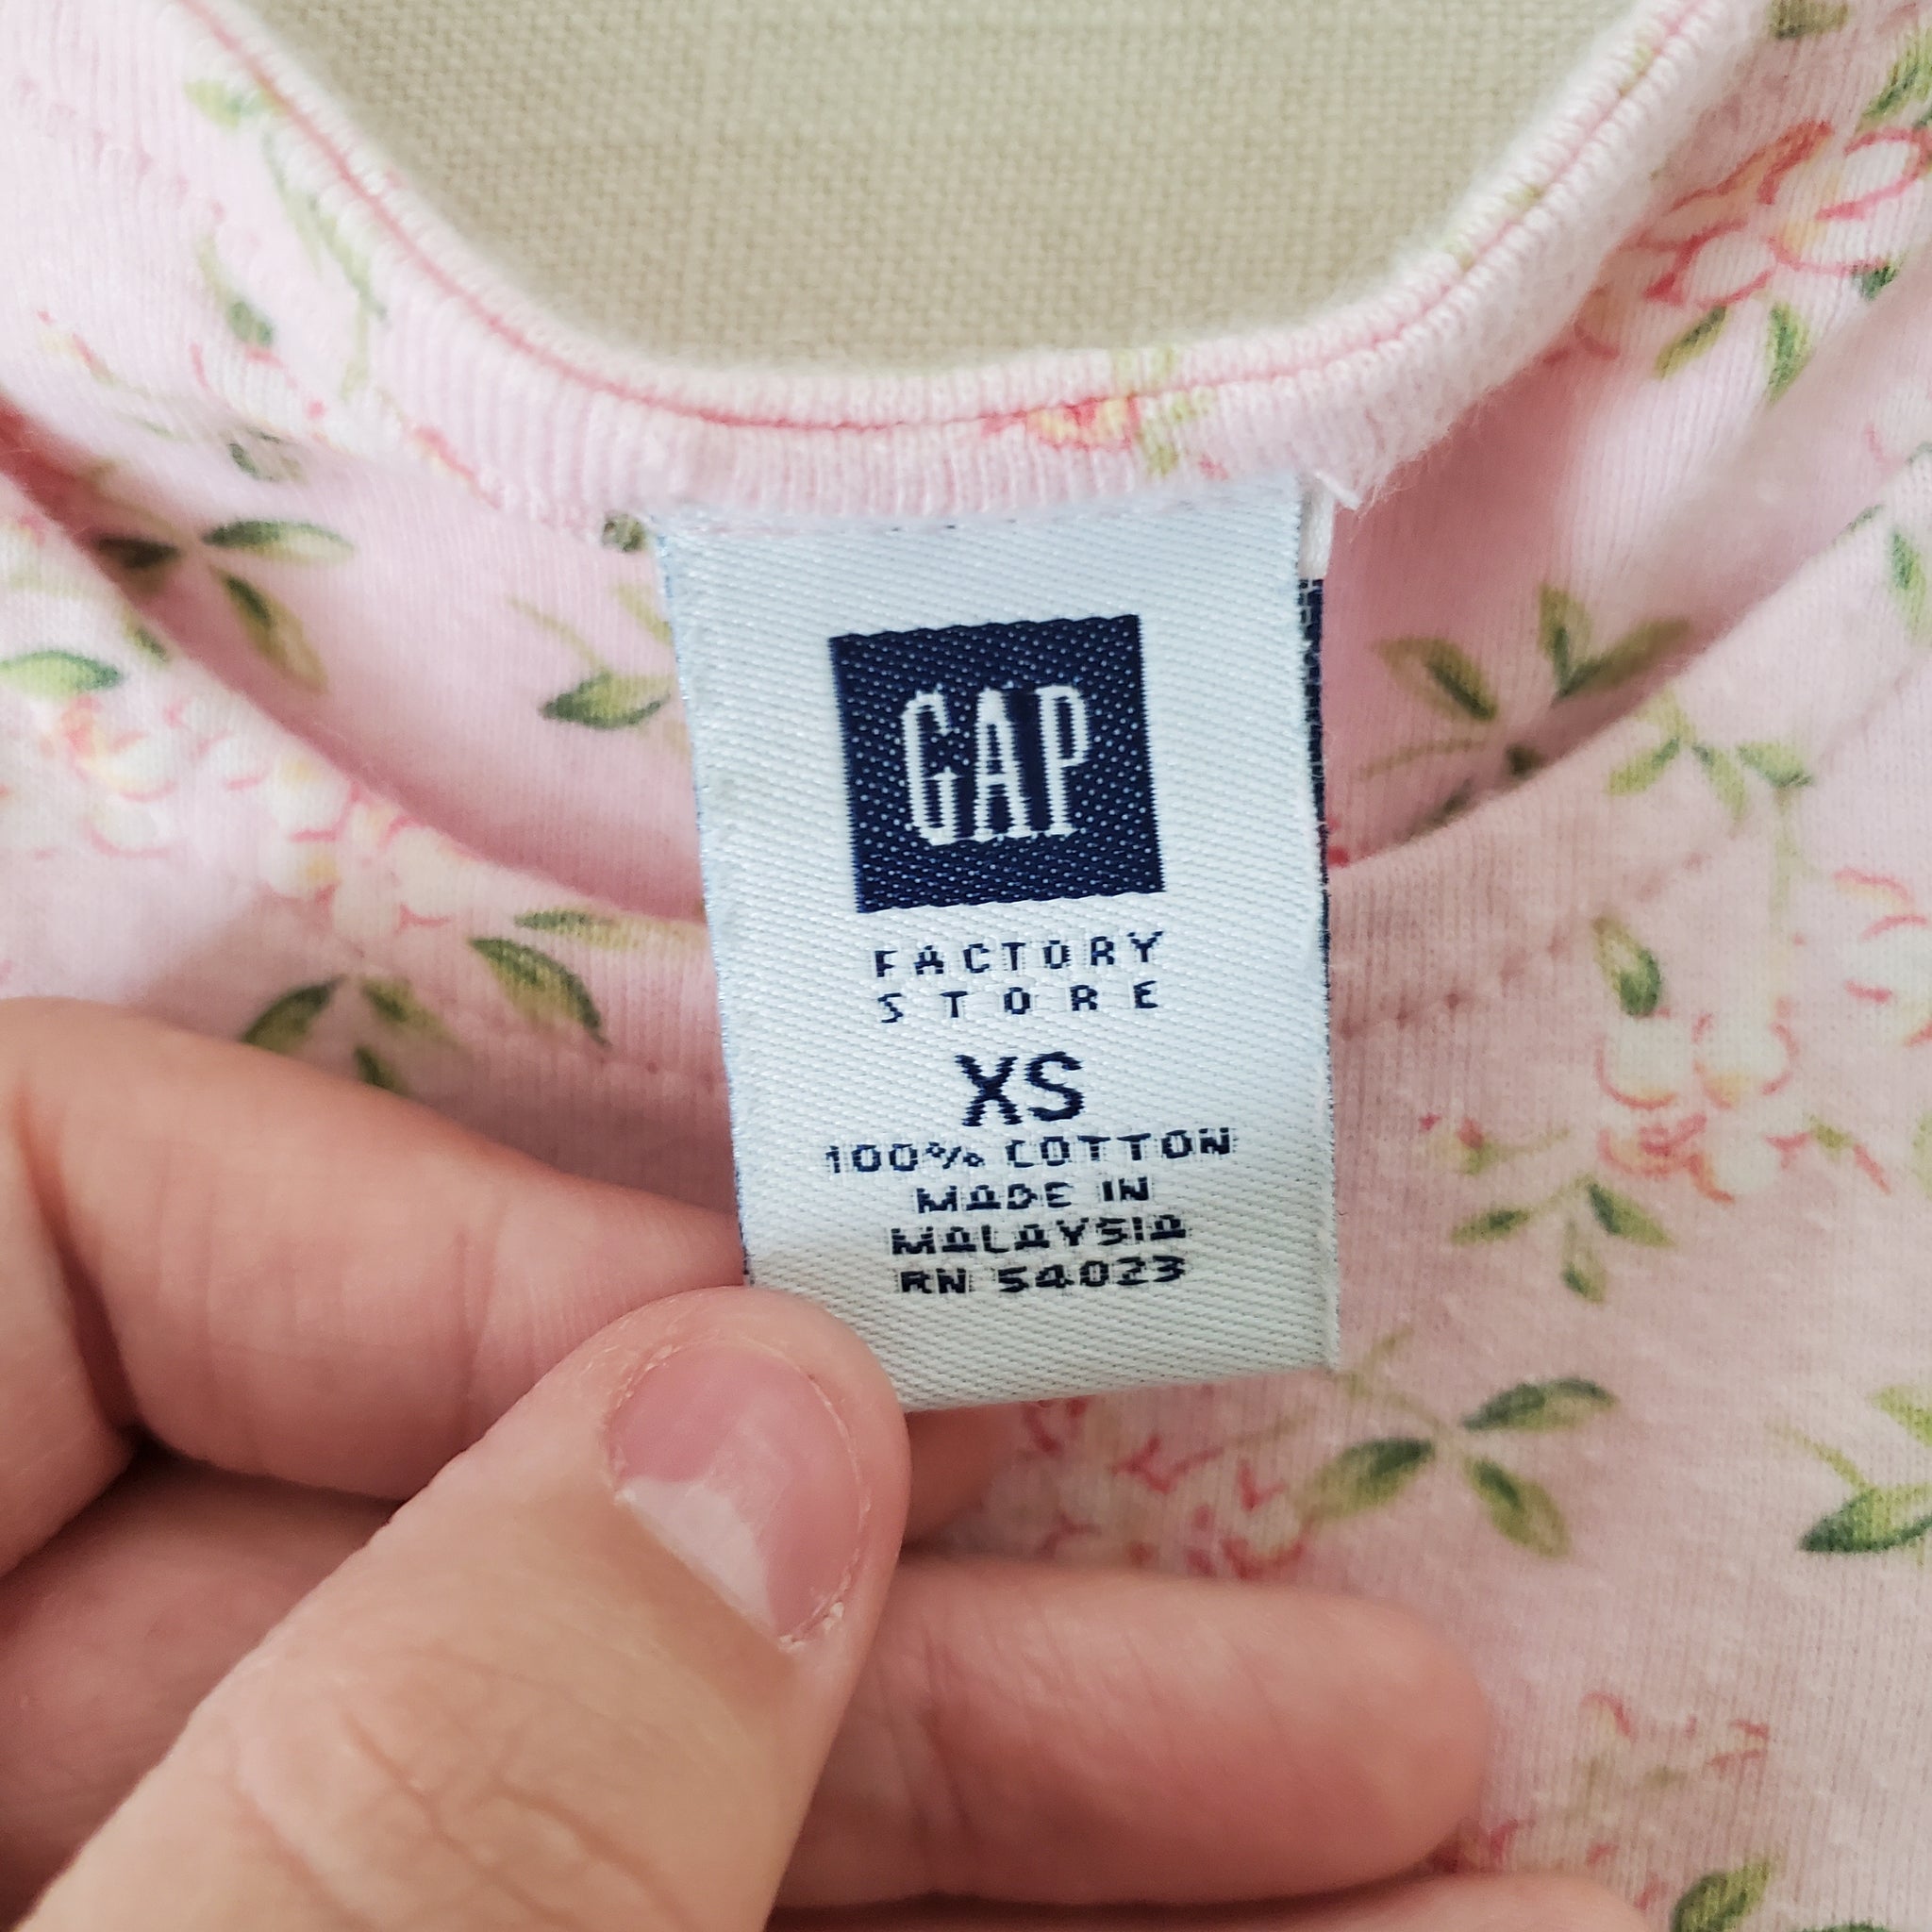 GAP
FACTORY
STORE
XS
100% COTTON
MADE IN
MALAYSIA
RN 54023